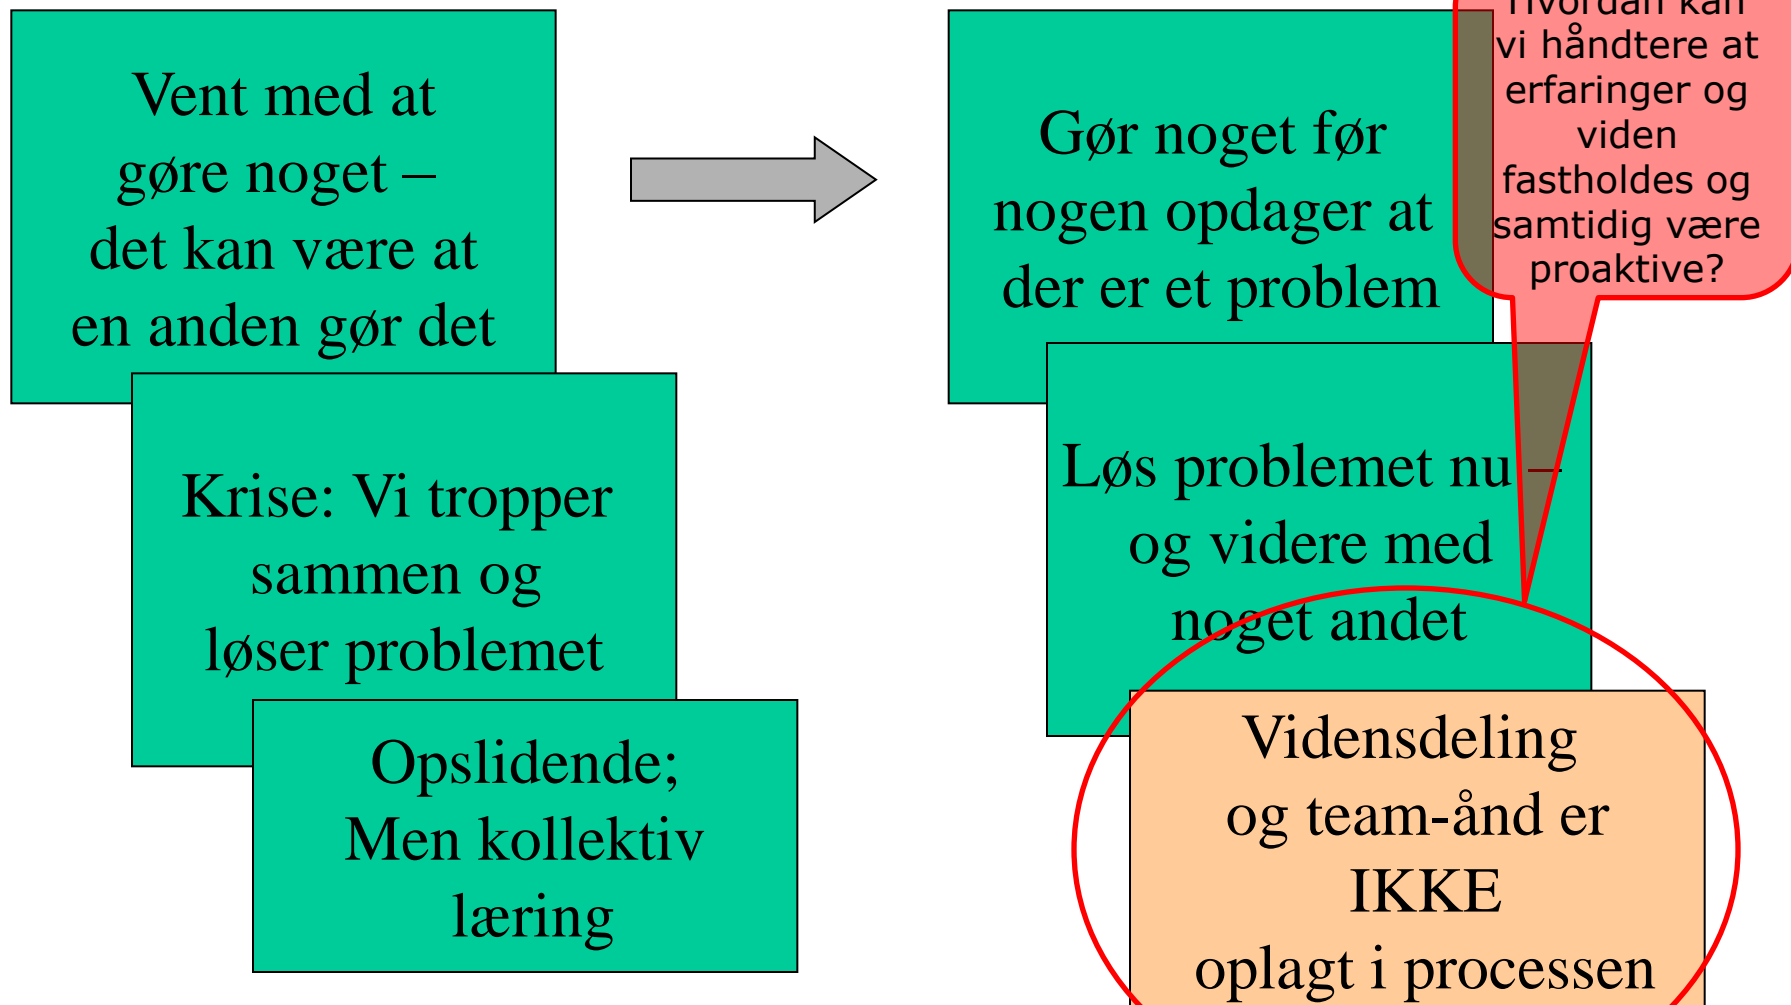 Vent med at
gøre noget –
det kan være at
en anden gør det
Krise: Vi tropper
sammen og
løser problemet
Opslidende;
Men kollektiv
læring
Gør noget før
nogen opdager at
der er et problem
Løs problemet nu –
og videre med
noget andet
Vidensdeling
og team-ånd er
IKKE
oplagt i processen
Hvordan kan
vi håndtere at
erfaringer og
viden
fastholdes og
samtidig være
proaktive?